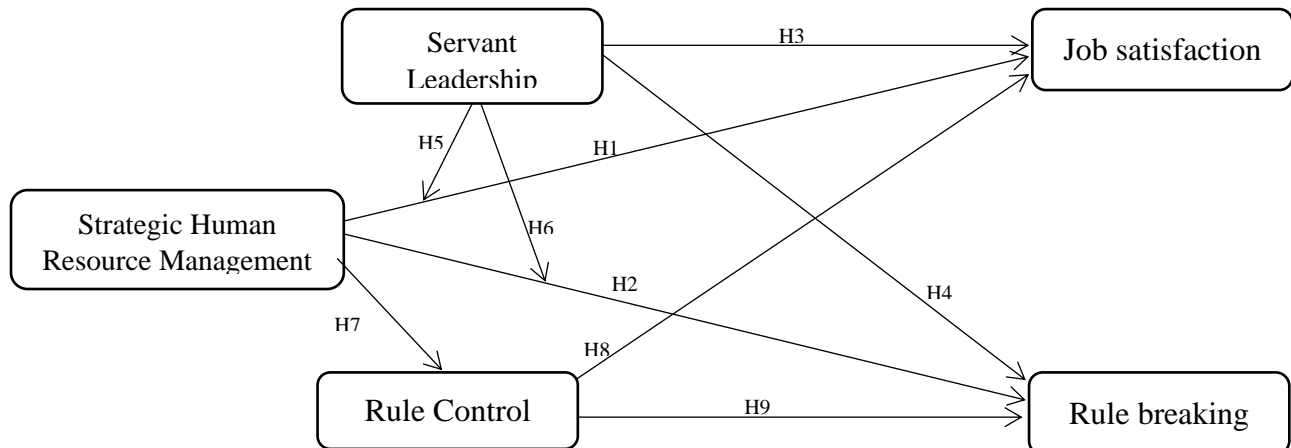 Servant
Leadership
H3
Job satisfaction
H5
H1
Strategic Human
Resource Management
H6
H2
H4
H7
H8
Rule Control
H9
Rule breaking